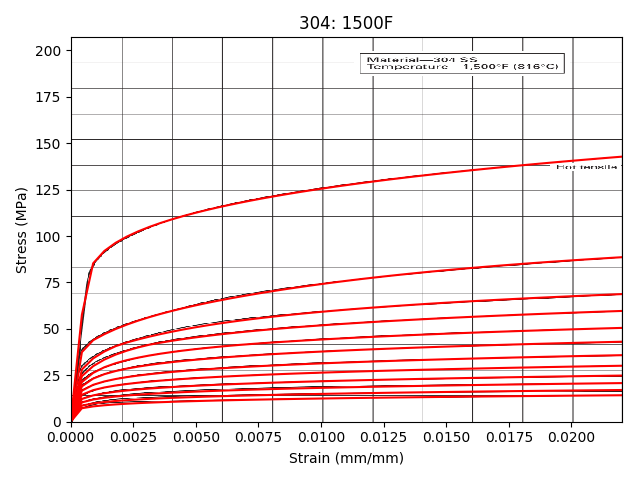 304: 1500F
Material—304 SS
Temperature—1,500°F (816°C)
Hot tensile
200
175
150
125
100
75
50
25
0
Stress (MPa)
0.0000 0.0025 0.0050 0.0075 0.0100 0.0125 0.0150 0.0175 0.0200
Strain (mm/mm)